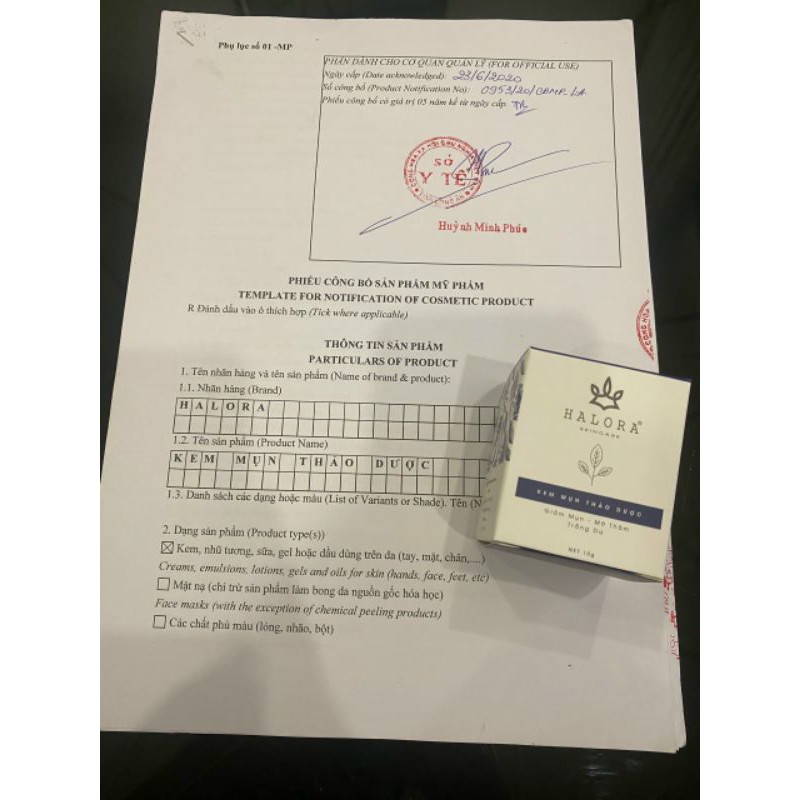 Phụ lục số 01 -MP
PHẦN DÀNH CHO CƠ QUAN QUẢN LÝ (FOR OFFICIAL USE)
Ngày cấp (Date acknowledged): 23/6/2020
Số công bố (Product Notification No): 0953/20/CBMP-LA
Phiếu công bố có giá trị 05 năm kể từ ngày cấp.
SỞ
Y TẾ
Huỳnh Minh Phúc
PHIẾU CÔNG BỐ SẢN PHẨM MỸ PHẨM
TEMPLATE FOR NOTIFICATION OF COSMETIC PRODUCT
R Đánh dấu vào ô thích hợp (Tick where applicable)
THÔNG TIN SẢN PHẨM
PARTICULARS OF PRODUCT
1. Tên nhãn hàng và tên sản phẩm (Name of brand & product):
1.1. Nhãn hàng (Brand)
HALORA
1.2. Tên sản phẩm (Product Name)
KEM MỤN THẢO DƯỢC
1.3. Danh sách các dạng hoặc màu (List of Variants or Shade). Tên (N
2. Dạng sản phẩm (Product type(s))
Kem, nhũ tương, sữa, gel hoặc dầu dùng trên da (tay, mặt, chân,....)
Creams, emulsions, lotions, gels and oils for skin (hands, face, feet, etc)
Mặt nạ (chỉ trừ sản phẩm làm bong da nguồn gốc hóa học)
Face masks (with the exception of chemical peeling products)
Các chất phủ màu (lỏng, nhão, bột)
HALORA®
SKINCARE
KEM MỤN THẢO DƯỢC
Giảm Mụn - Mờ Thâm
Trắng Da
NET 10g